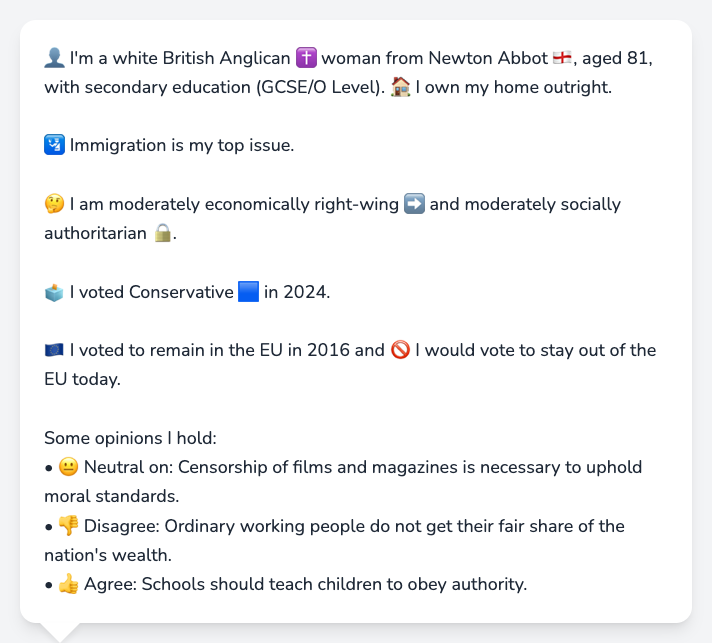 👤 I'm a white British Anglican ✝️ woman from Newton Abbot 🏴󠁧󠁢󠁥󠁮󠁧󠁿, aged 81,
with secondary education (GCSE/O Level). 🏠 I own my home outright.
🛂 Immigration is my top issue.
🤔 I am moderately economically right-wing ➡️ and moderately socially
authoritarian 🔒.
🗳️ I voted Conservative 🟦 in 2024.
🇪🇺 I voted to remain in the EU in 2016 and 🚫 I would vote to stay out of the
EU today.
Some opinions I hold:
• 😐 Neutral on: Censorship of films and magazines is necessary to uphold
moral standards.
• 👎 Disagree: Ordinary working people do not get their fair share of the
nation's wealth.
• 👍 Agree: Schools should teach children to obey authority.